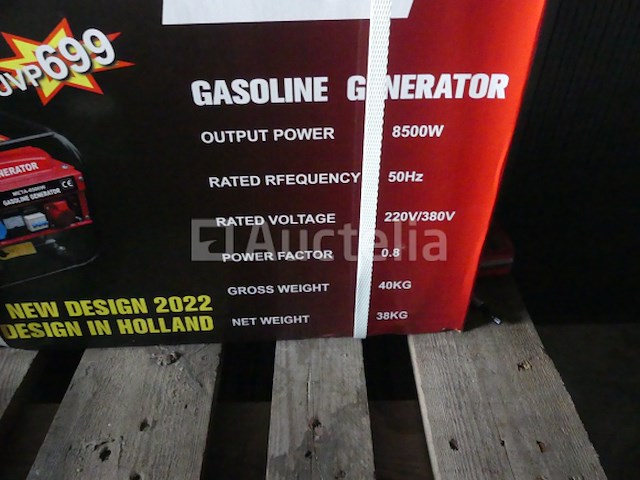 UVP699
GASOLINE GENERATOR
OUTPUT POWER 8500W
RATED RFEQUENCY 50Hz
RATED VOLTAGE 220V/380V
POWER FACTOR 0.8
GROSS WEIGHT 40KG
NET WEIGHT 38KG
GENERATOR
GASOLINE GENERATOR
CE
Auctelia
NEW DESIGN 2022
DESIGN IN HOLLAND